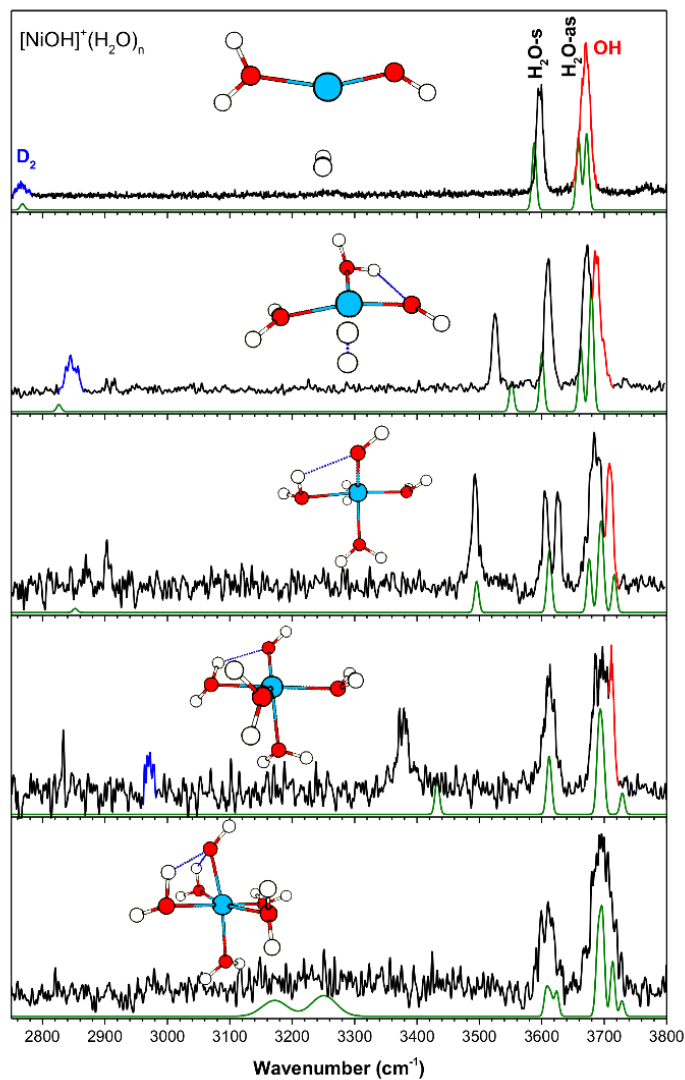 [NiOH]⁺(H₂O)ₙ
H₂O-s
H₂O-as
OH
D₂
2800 2900 3000 3100 3200 3300 3400 3500 3600 3700 3800
Wavenumber (cm⁻¹)